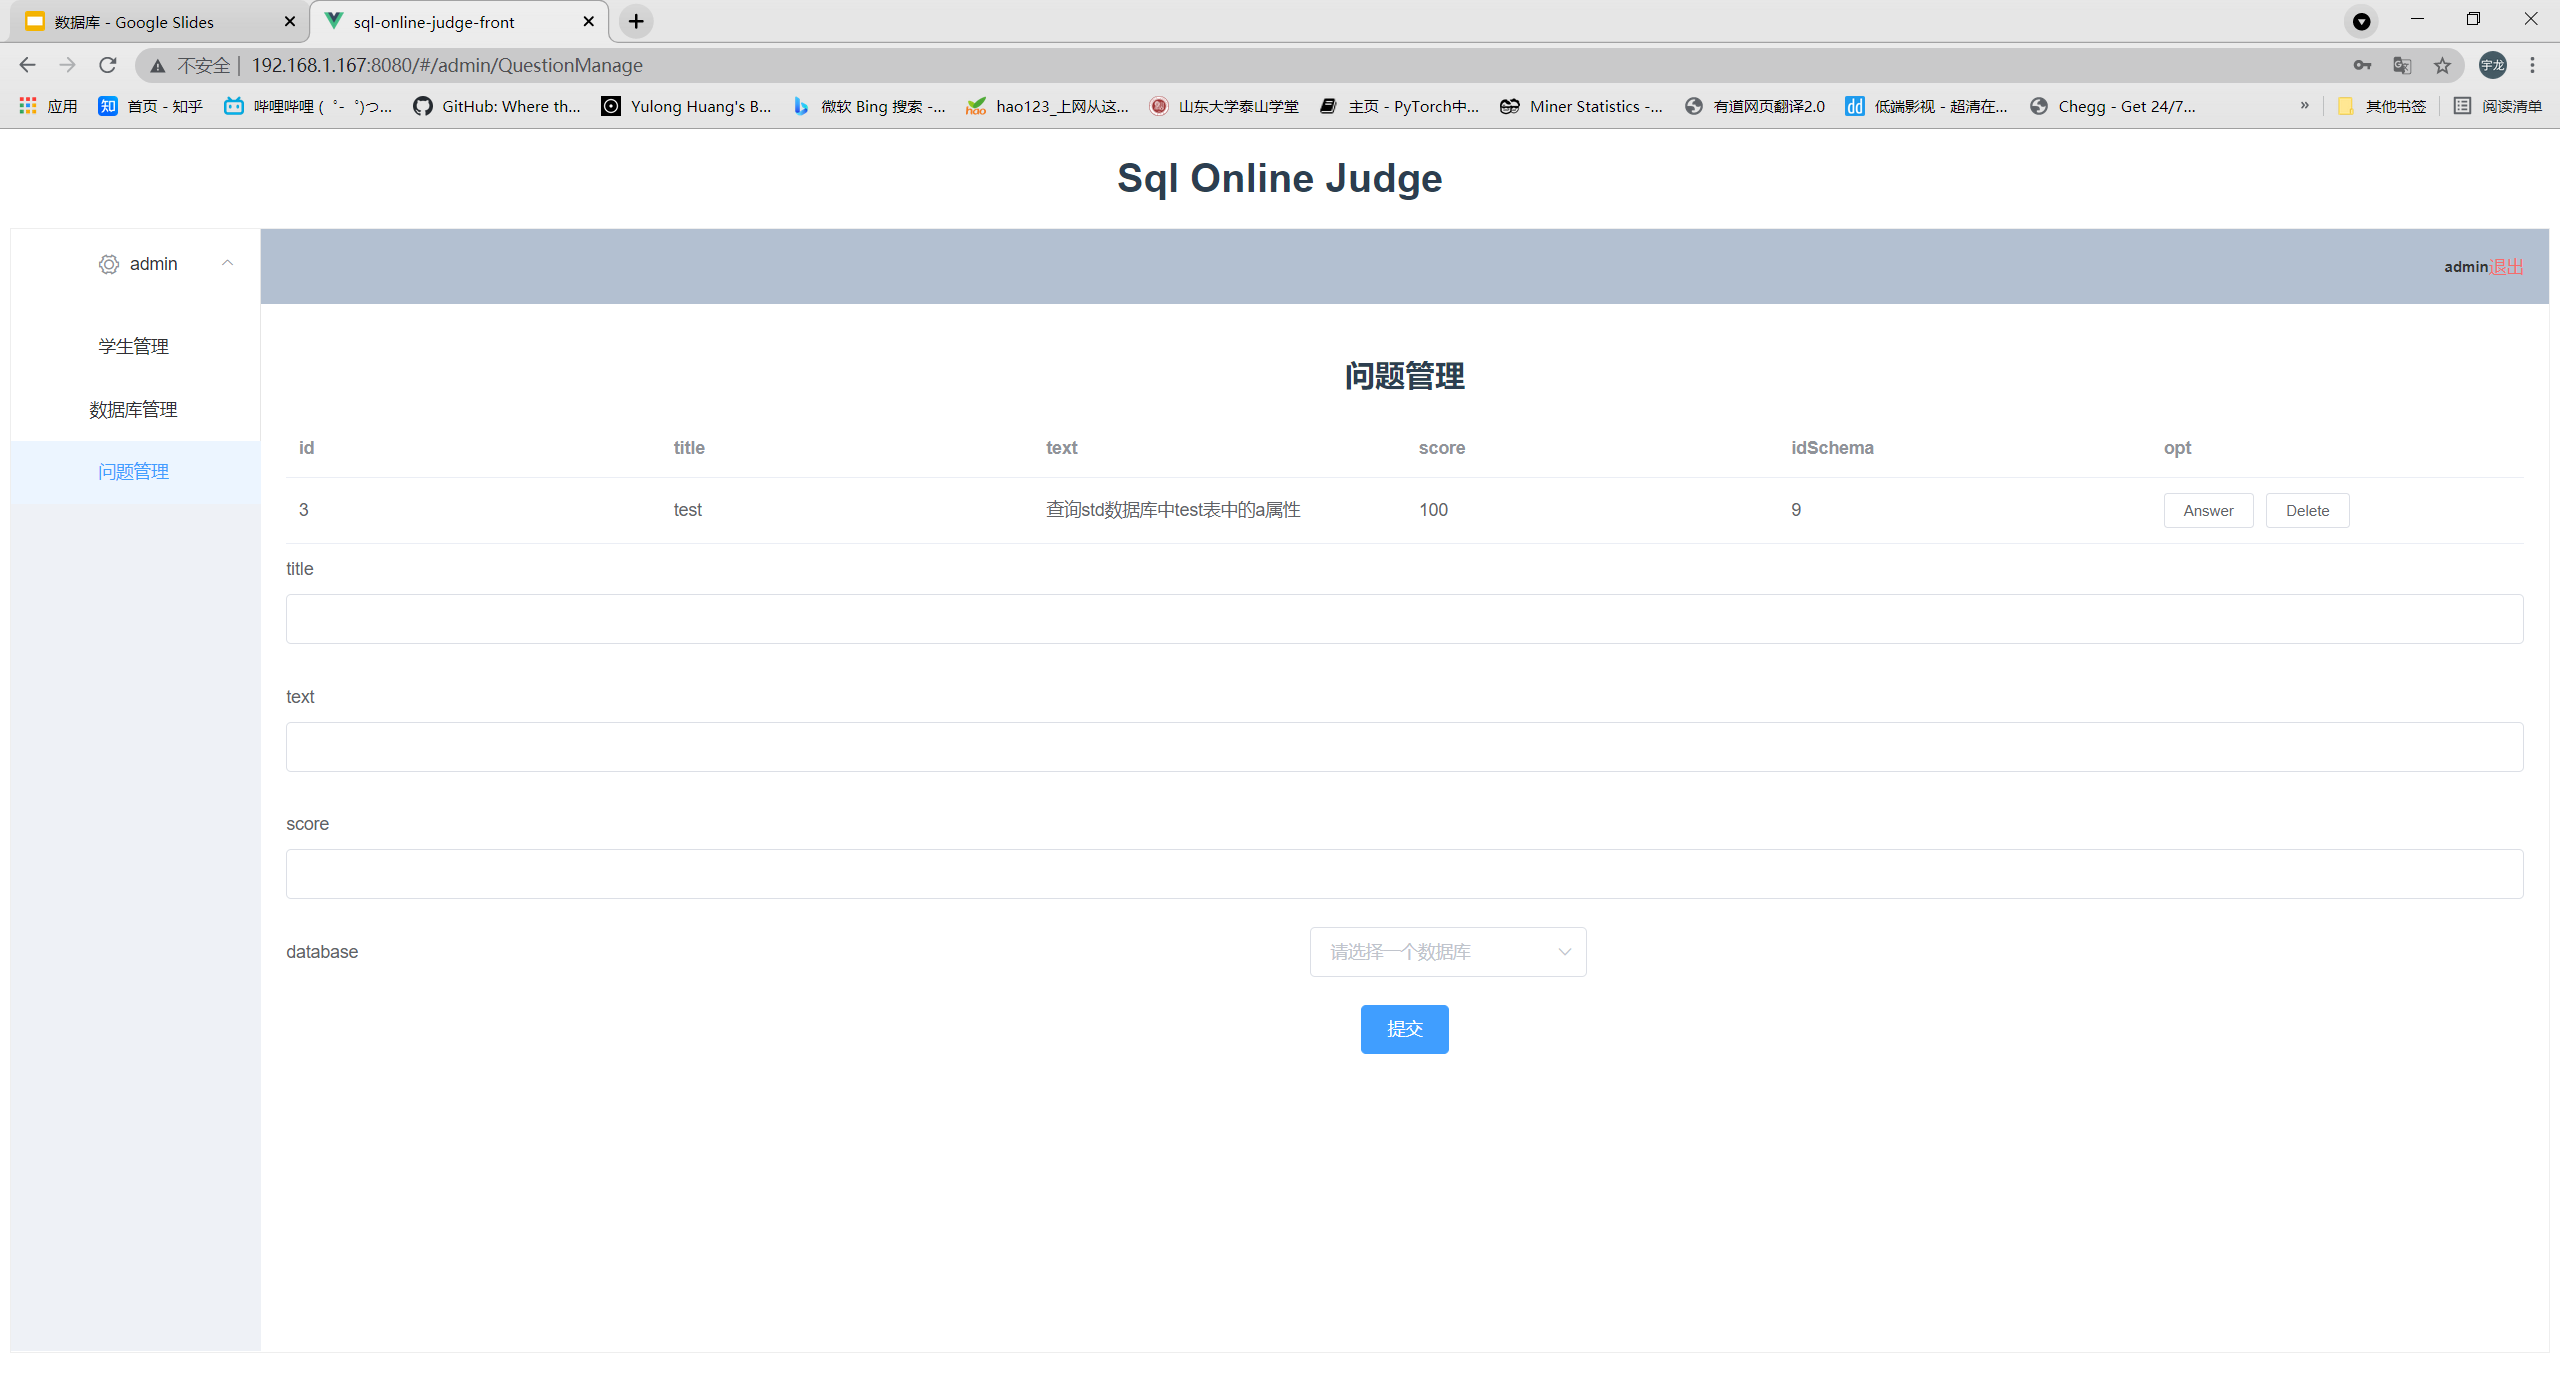 数据库 - Google Slides
sql-online-judge-front
不安全 | 192.168.1.167:8080/#/admin/QuestionManage
宇龙
应用
知 首页 - 知乎
哔哩哔哩 ( ゜- ゜)つ...
GitHub: Where th...
Yulong Huang's B...
微软 Bing 搜索 -...
hao hao123_上网从这...
山东大学泰山学堂
主页 - PyTorch中...
Miner Statistics -...
有道网页翻译2.0
dd 低端影视 - 超清在...
Chegg - Get 24/7...
»
其他书签
阅读清单
Sql Online Judge
admin
admin退出
学生管理
数据库管理
问题管理
问题管理
id title text score idSchema opt
3 test 查询std数据库中test表中的a属性 100 9 Answer Delete
title
text
score
database 请选择一个数据库
提交